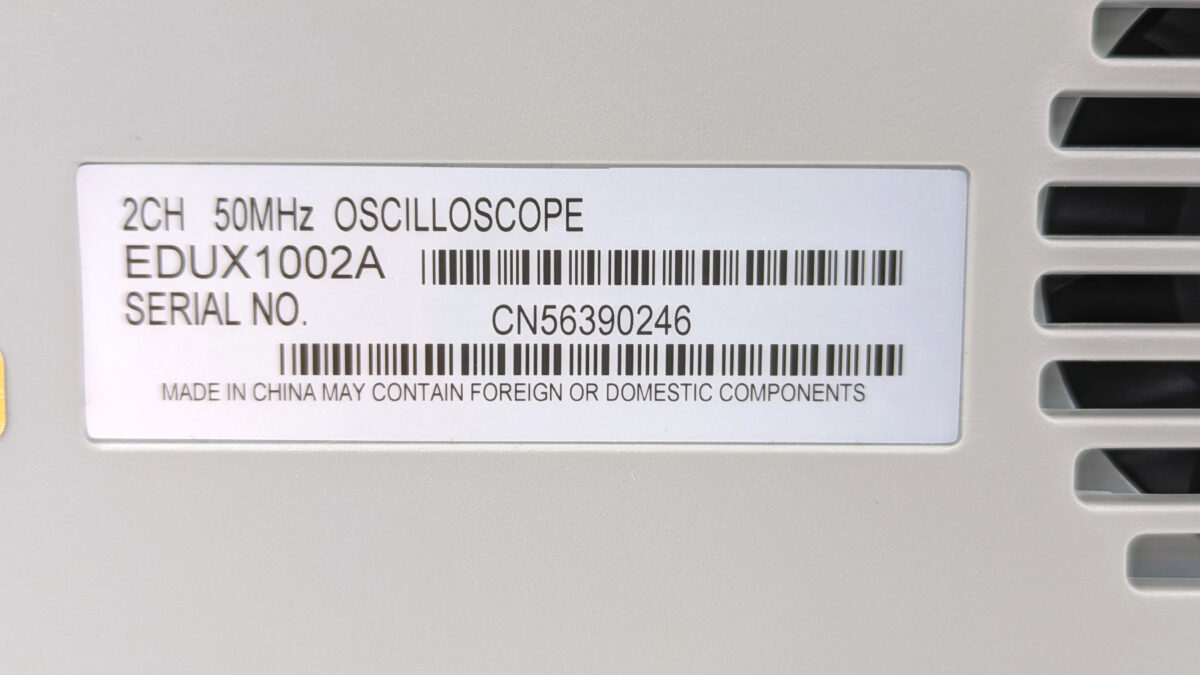 2CH 50MHz OSCILLOSCOPE
EDUX1002A
SERIAL NO.
CN56390246
MADE IN CHINA MAY CONTAIN FOREIGN OR DOMESTIC COMPONENTS